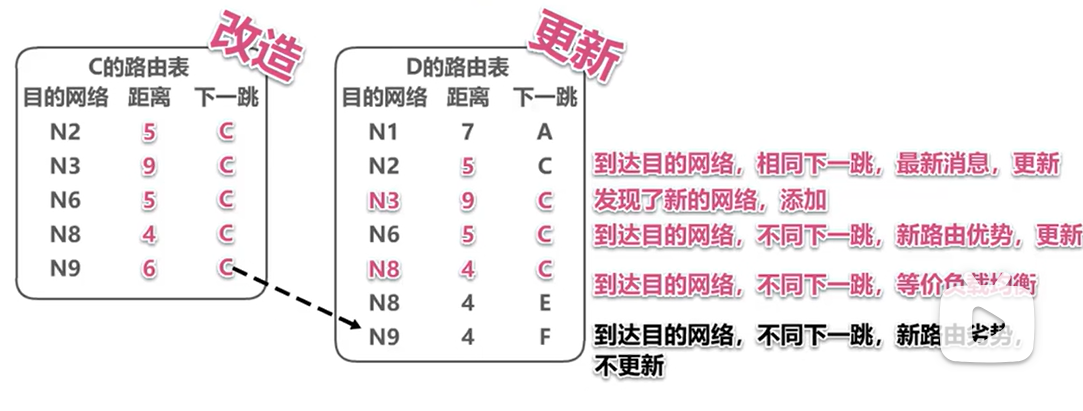 改造
C的路由表
目的网络 距离 下一跳
N2 5 C
N3 9 C
N6 5 C
N8 4 C
N9 6 C
更新
D的路由表
目的网络 距离 下一跳
N1 7 A
N2 5 C 到达目的网络，相同下一跳，最新消息，更新
N3 9 C 发现了新的网络，添加
N6 5 C 到达目的网络，不同下一跳，新路由优势，更新
N8 4 C 到达目的网络，不同下一跳，等价负载均衡
N8 4 E
N9 4 F 到达目的网络，不同下一跳，新路由劣势，
不更新